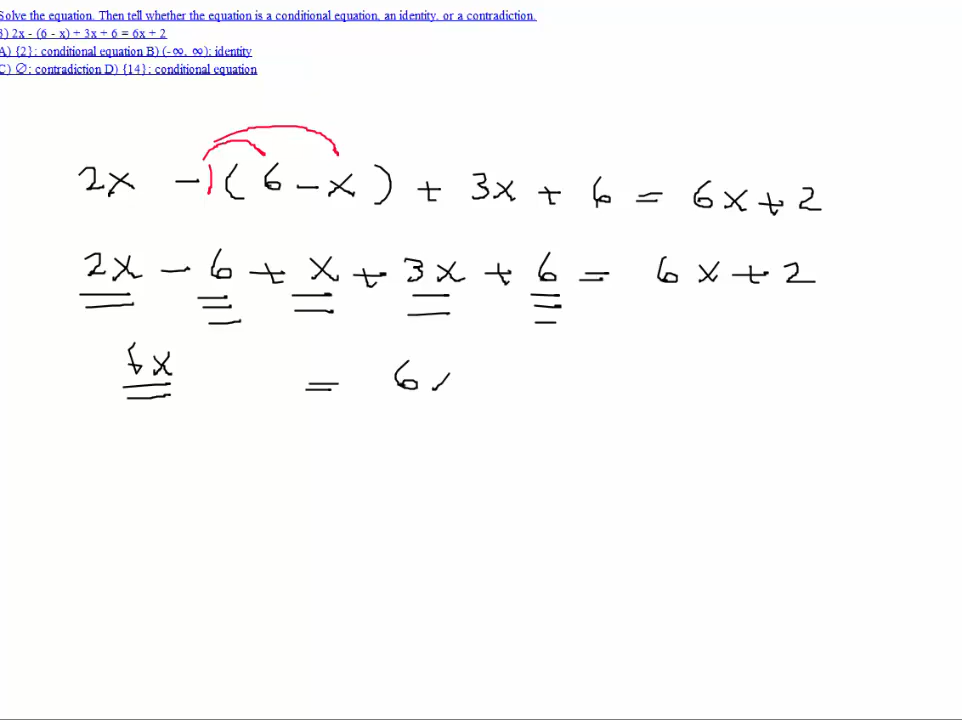 Solve the equation. Then tell whether the equation is a conditional equation, an identity, or a contradiction.
3) 2x - (6 - x) + 3x + 6 = 6x + 2
A) {2}; conditional equation B) (-∞, ∞); identity
C) ∅; contradiction D) {14}; conditional equation
2x - 1( 6 - x ) + 3x + 6 = 6x + 2
2x - 6 + x + 3x + 6 = 6x + 2
6x = 6